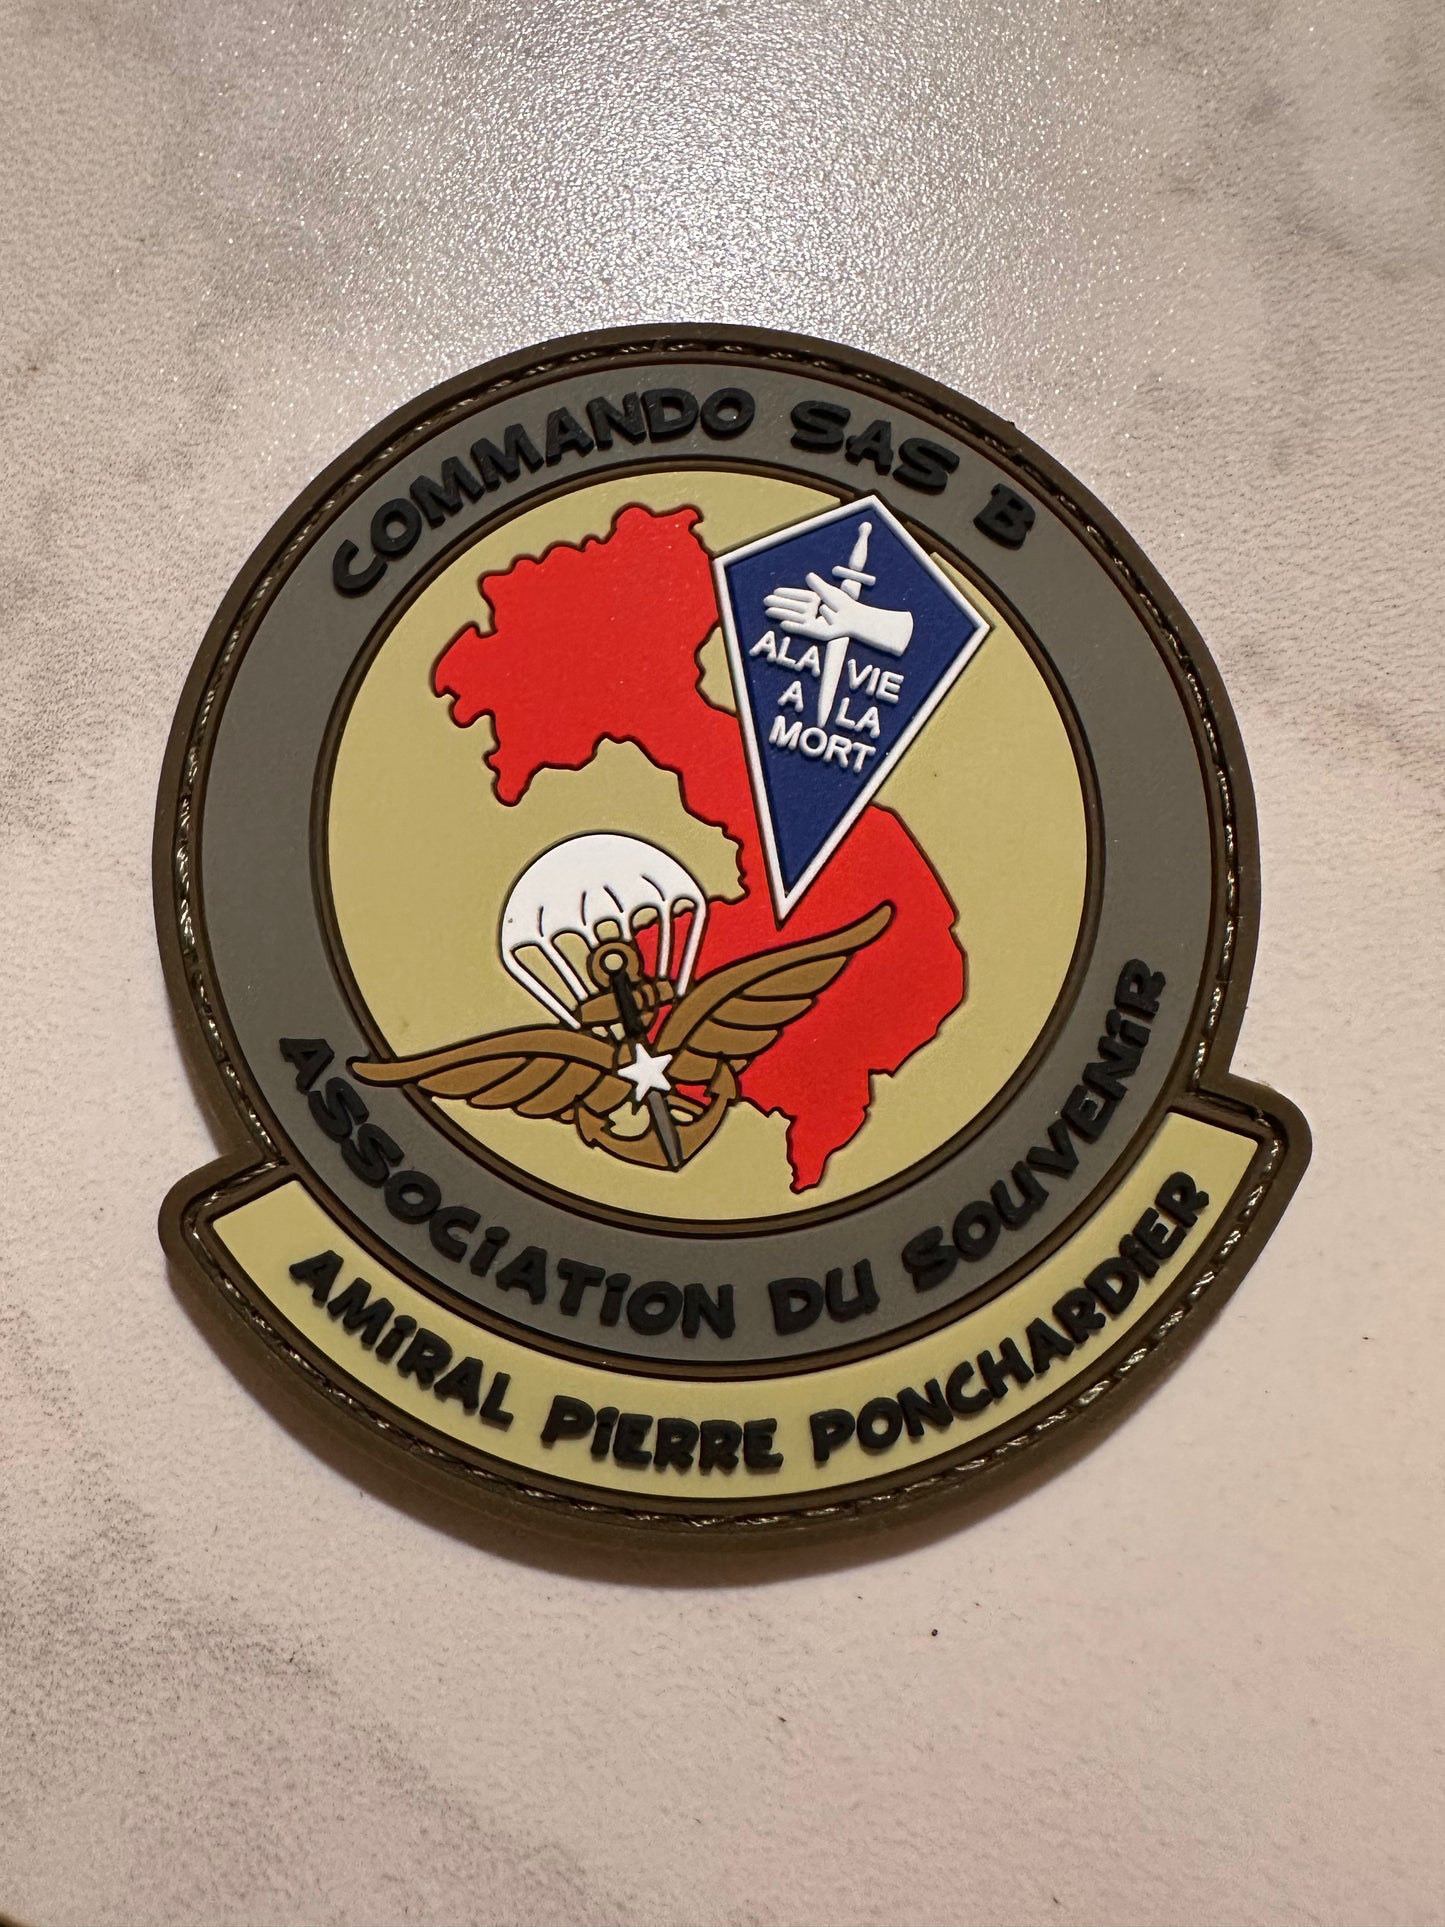 COMMANDO SAS B
A LA VIE
A LA
MORT
ASSOCIATION DU SOUVENIR
AMIRAL PIERRE PONCHARDIER